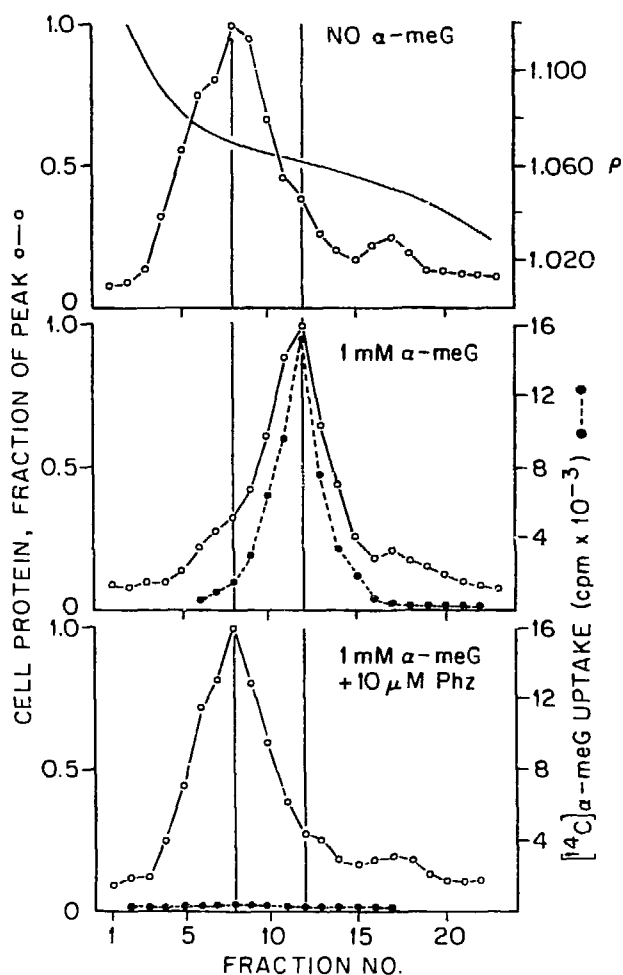 NO α-meG
1.0
0.5
0
1.100
1.060 ρ
1.020
CELL PROTEIN, FRACTION OF PEAK o—o
1 mM α-meG
1.0
0.5
0
16
12
8
4
[14C]α-meG UPTAKE (cpm x 10⁻³) ●----●
1 mM α-meG
+10 μM Phz
1.0
0.5
0
16
12
8
4
1 5 10 15 20
FRACTION NO.